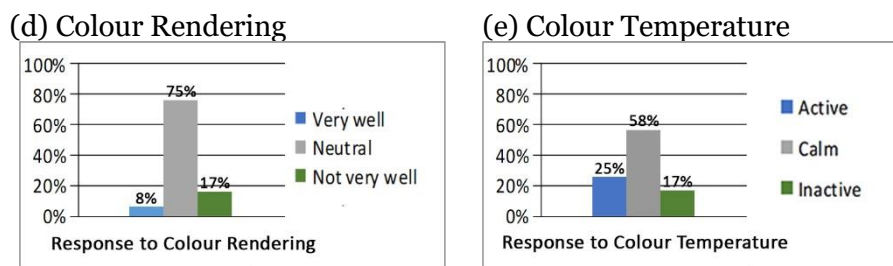 (d) Colour Rendering
100%
80%
60%
40%
20%
0%
8%
75%
17%
Very well
Neutral
Not very well
Response to Colour Rendering
(e) Colour Temperature
100%
80%
60%
40%
20%
0%
25%
58%
17%
Active
Calm
Inactive
Response to Colour Temperature